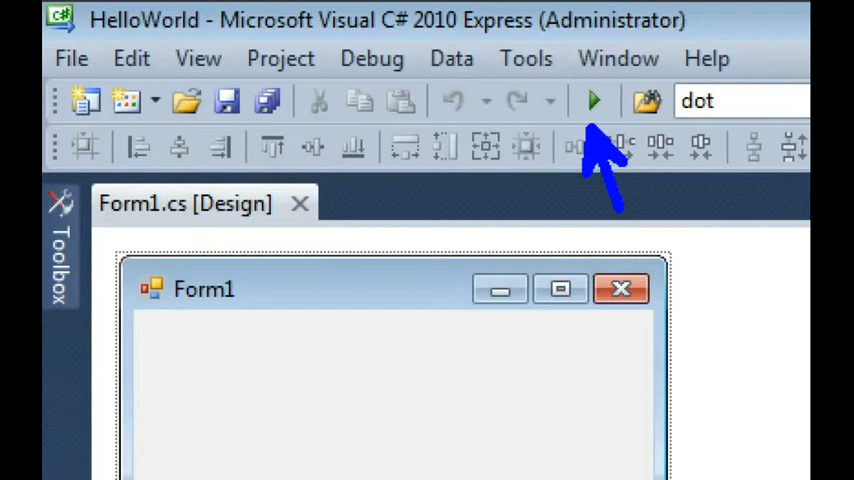 C# HelloWorld - Microsoft Visual C# 2010 Express (Administrator)
File Edit View Project Debug Data Tools Window Help
dot
Form1.cs [Design]
Toolbox
Form1